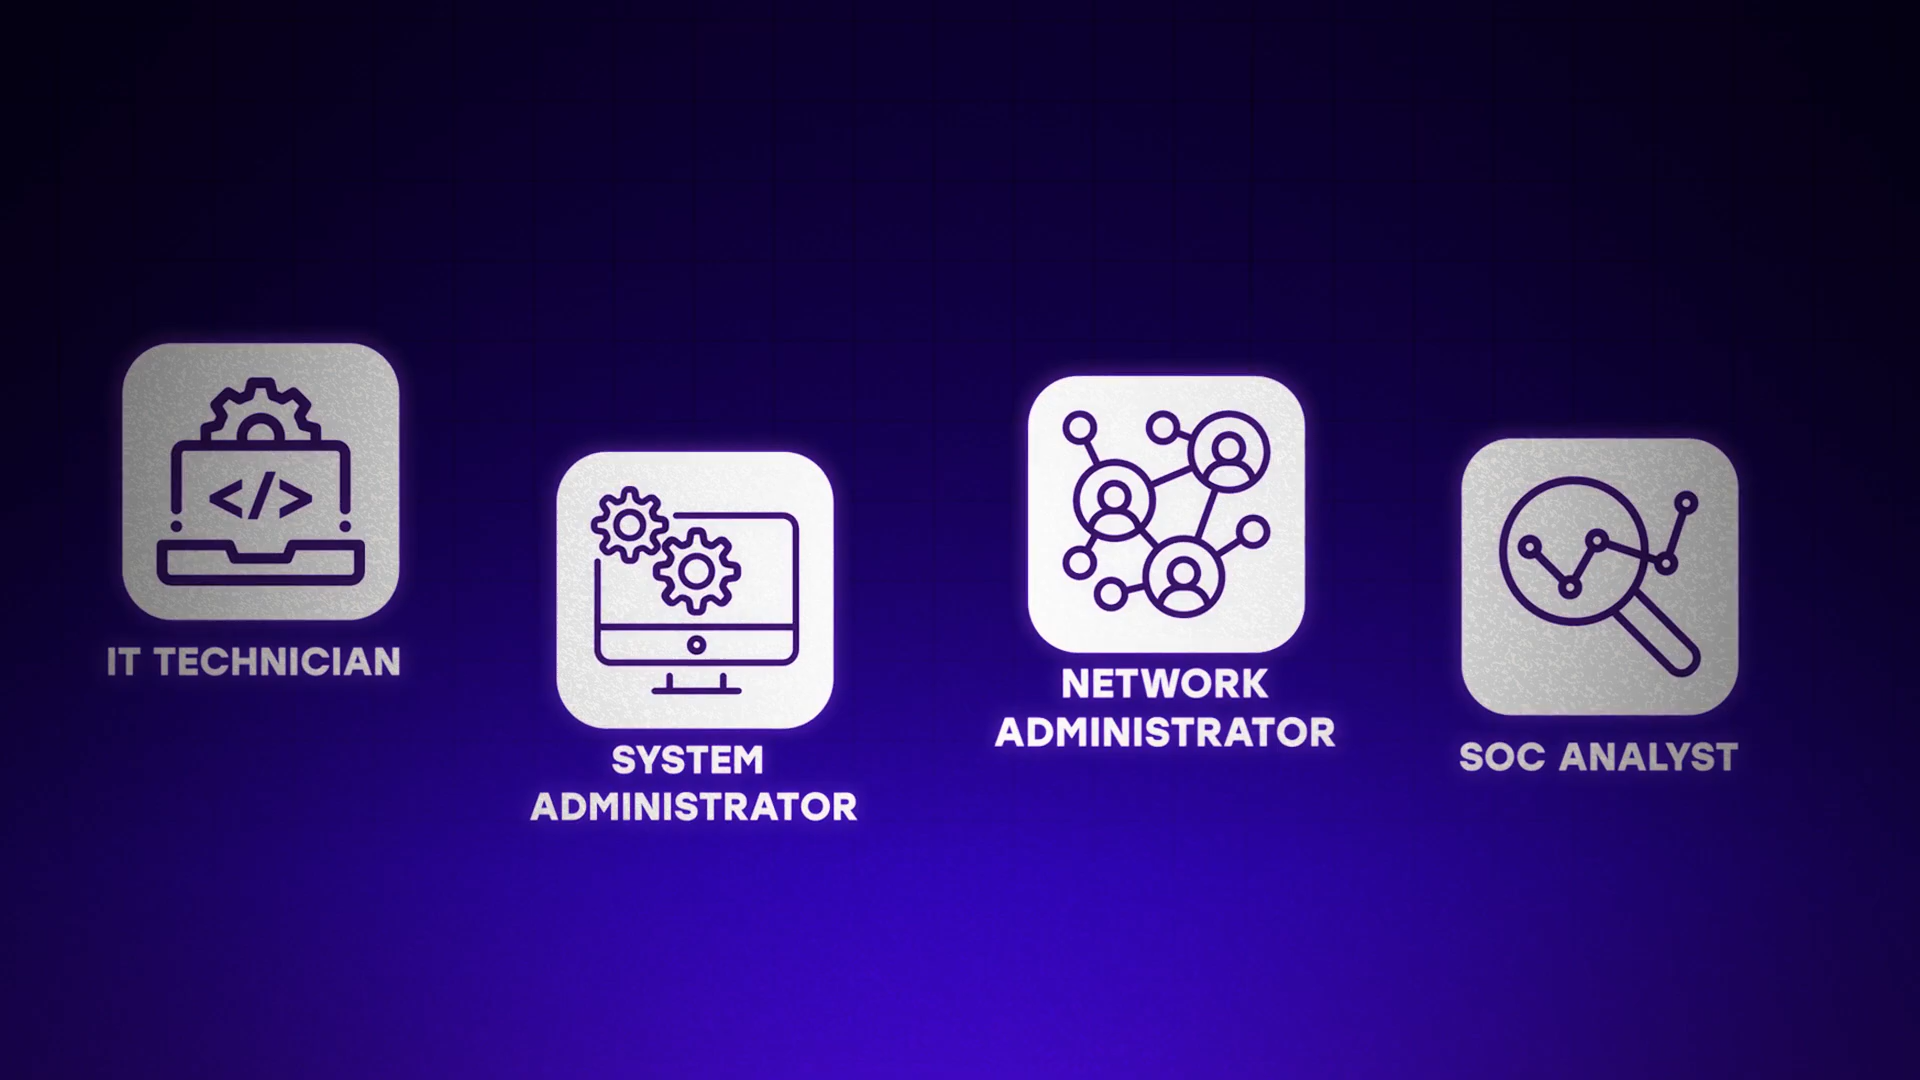 </>
IT TECHNICIAN
SYSTEM
ADMINISTRATOR
NETWORK
ADMINISTRATOR
SOC ANALYST